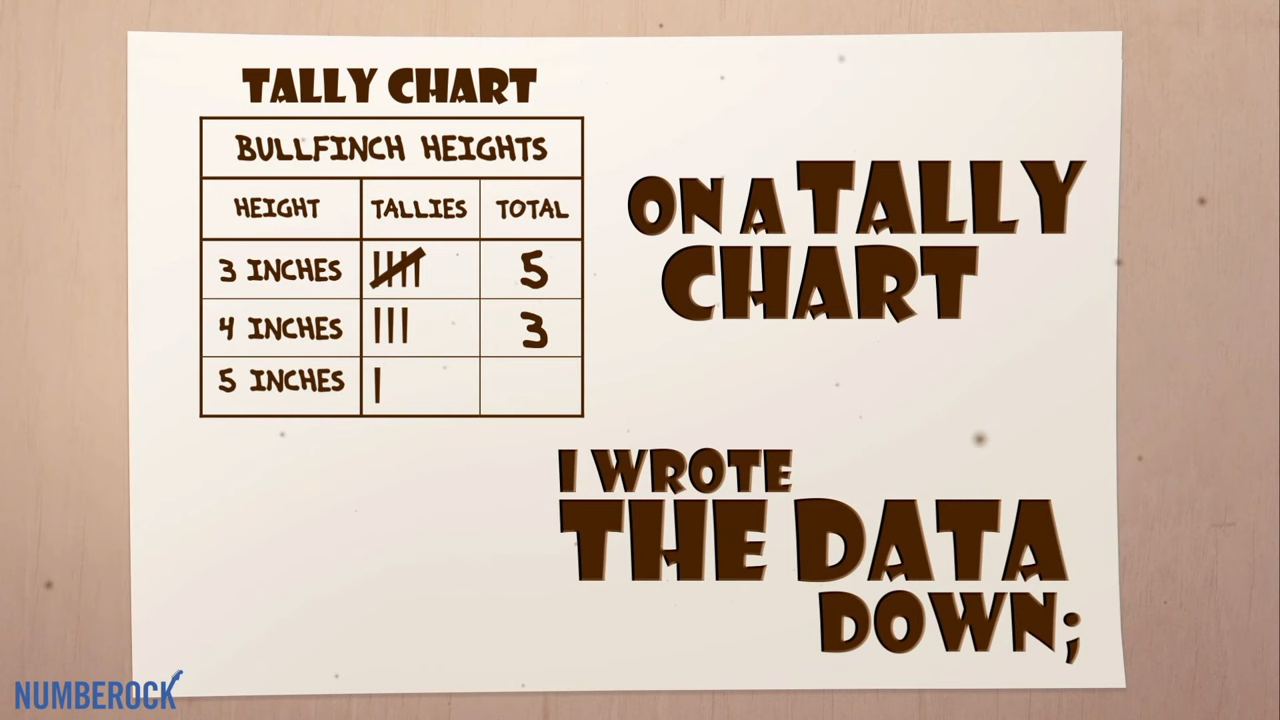 TALLY CHART
BULLFINCH HEIGHTS
HEIGHT TALLIES TOTAL
3 INCHES 5
4 INCHES 3
5 INCHES
ON A TALLY
CHART
I WROTE
THE DATA
DOWN;
NUMBEROCK